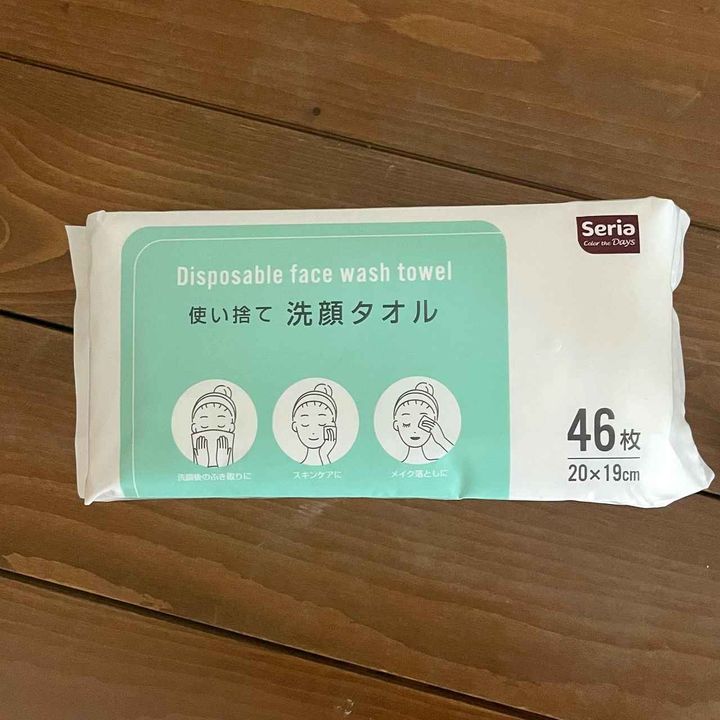 Seria
Color the Days
Disposable face wash towel
使い捨て 洗顔タオル
洗顔後のふき取りに
スキンケアに
メイク落としに
46枚
20×19cm